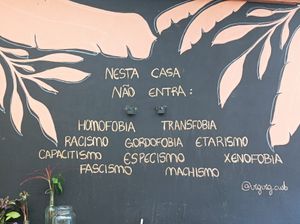 NESTA CASA
NÃO ENTRA:
HOMOFOBIA TRANSFOBIA
RACISMO GORDOFOBIA ETARISMO
CAPACITISMO ESPECISMO XENOFOBIA
FASCISMO MACHISMO